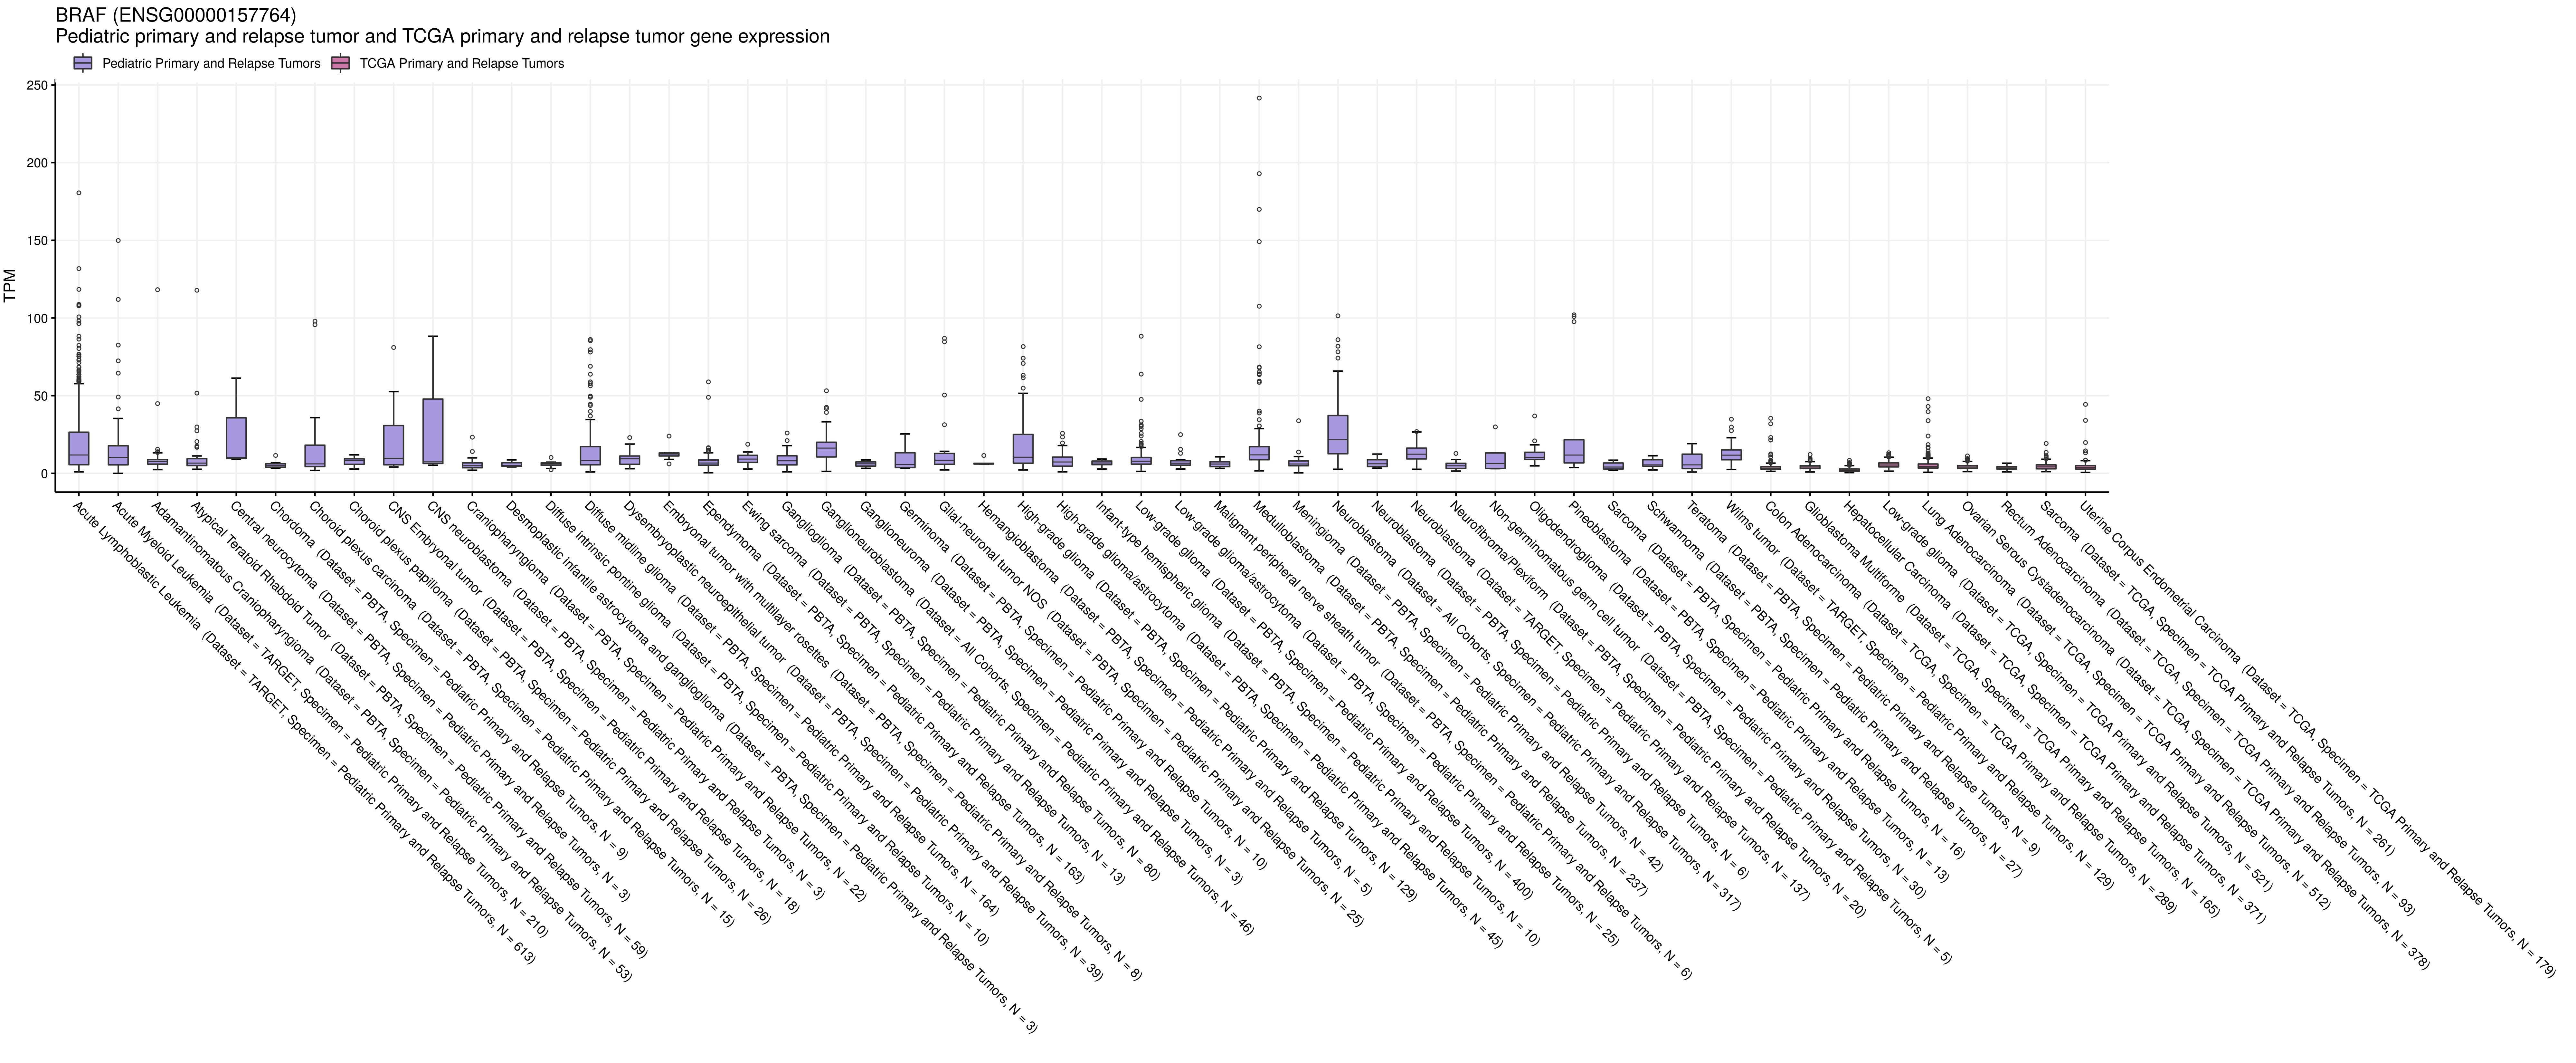 BRAF (ENSG00000157764)
Pediatric primary and relapse tumor and TCGA primary and relapse tumor gene expression
Pediatric Primary and Relapse Tumors
TCGA Primary and Relapse Tumors
TPM
250
200
150
100
50
0
Acute Lymphoblastic Leukemia (Dataset = TARGET, Specimen = Pediatric Primary and Relapse Tumors, N = 613)
Acute Myeloid Leukemia (Dataset = TARGET, Specimen = Pediatric Primary and Relapse Tumors, N = 210)
Adamantinomatous Craniopharyngioma (Dataset = PBTA, Specimen = Pediatric Primary and Relapse Tumors, N = 53)
Atypical Teratoid Rhabdoid Tumor (Dataset = PBTA, Specimen = Pediatric Primary and Relapse Tumors, N = 59)
Central neurocytoma (Dataset = PBTA, Specimen = Pediatric Primary and Relapse Tumors, N = 3)
Chordoma (Dataset = PBTA, Specimen = Pediatric Primary and Relapse Tumors, N = 9)
Choroid plexus carcinoma (Dataset = PBTA, Specimen = Pediatric Primary and Relapse Tumors, N = 15)
Choroid plexus papilloma (Dataset = PBTA, Specimen = Pediatric Primary and Relapse Tumors, N = 26)
CNS Embryonal tumor (Dataset = PBTA, Specimen = Pediatric Primary and Relapse Tumors, N = 18)
CNS neuroblastoma (Dataset = PBTA, Specimen = Pediatric Primary and Relapse Tumors, N = 3)
Craniopharyngioma (Dataset = PBTA, Specimen = Pediatric Primary and Relapse Tumors, N = 22)
Desmoplastic infantile astrocytoma and ganglioglioma (Dataset = PBTA, Specimen = Pediatric Primary and Relapse Tumors, N = 3)
Diffuse intrinsic pontine glioma (Dataset = PBTA, Specimen = Pediatric Primary and Relapse Tumors, N = 10)
Diffuse midline glioma (Dataset = PBTA, Specimen = Pediatric Primary and Relapse Tumors, N = 164)
Dysembryoplastic neuroepithelial tumor (Dataset = PBTA, Specimen = Pediatric Primary and Relapse Tumors, N = 39)
Embryonal tumor with multilayer rosettes (Dataset = PBTA, Specimen = Pediatric Primary and Relapse Tumors, N = 8)
Ependymoma (Dataset = PBTA, Specimen = Pediatric Primary and Relapse Tumors, N = 163)
Ewing sarcoma (Dataset = PBTA, Specimen = Pediatric Primary and Relapse Tumors, N = 13)
Ganglioglioma (Dataset = PBTA, Specimen = Pediatric Primary and Relapse Tumors, N = 80)
Ganglioneuroblastoma (Dataset = All Cohorts, Specimen = Pediatric Primary and Relapse Tumors, N = 46)
Ganglioneuroma (Dataset = PBTA, Specimen = Pediatric Primary and Relapse Tumors, N = 3)
Germinoma (Dataset = PBTA, Specimen = Pediatric Primary and Relapse Tumors, N = 10)
Glial-neuronal tumor NOS (Dataset = PBTA, Specimen = Pediatric Primary and Relapse Tumors, N = 25)
Hemangioblastoma (Dataset = PBTA, Specimen = Pediatric Primary and Relapse Tumors, N = 5)
High-grade glioma (Dataset = PBTA, Specimen = Pediatric Primary and Relapse Tumors, N = 129)
High-grade glioma/astrocytoma (Dataset = PBTA, Specimen = Pediatric Primary and Relapse Tumors, N = 45)
Infant-type hemispheric glioma (Dataset = PBTA, Specimen = Pediatric Primary and Relapse Tumors, N = 10)
Low-grade glioma (Dataset = PBTA, Specimen = Pediatric Primary and Relapse Tumors, N = 400)
Low-grade glioma/astrocytoma (Dataset = PBTA, Specimen = Pediatric Primary and Relapse Tumors, N = 25)
Malignant peripheral nerve sheath tumor (Dataset = PBTA, Specimen = Pediatric Primary and Relapse Tumors, N = 6)
Medulloblastoma (Dataset = PBTA, Specimen = Pediatric Primary and Relapse Tumors, N = 237)
Meningioma (Dataset = PBTA, Specimen = Pediatric Primary and Relapse Tumors, N = 42)
Neuroblastoma (Dataset = All Cohorts, Specimen = Pediatric Primary and Relapse Tumors, N = 317)
Neuroblastoma (Dataset = PBTA, Specimen = Pediatric Primary and Relapse Tumors, N = 6)
Neuroblastoma (Dataset = TARGET, Specimen = Pediatric Primary and Relapse Tumors, N = 137)
Neurofibroma/Plexiform (Dataset = PBTA, Specimen = Pediatric Primary and Relapse Tumors, N = 20)
Non-germinomatous germ cell tumor (Dataset = PBTA, Specimen = Pediatric Primary and Relapse Tumors, N = 5)
Oligodendroglioma (Dataset = PBTA, Specimen = Pediatric Primary and Relapse Tumors, N = 30)
Pineoblastoma (Dataset = PBTA, Specimen = Pediatric Primary and Relapse Tumors, N = 13)
Sarcoma (Dataset = PBTA, Specimen = Pediatric Primary and Relapse Tumors, N = 16)
Schwannoma (Dataset = PBTA, Specimen = Pediatric Primary and Relapse Tumors, N = 27)
Teratoma (Dataset = PBTA, Specimen = Pediatric Primary and Relapse Tumors, N = 9)
Wilms tumor (Dataset = TARGET, Specimen = Pediatric Primary and Relapse Tumors, N = 129)
Colon Adenocarcinoma (Dataset = TCGA, Specimen = TCGA Primary and Relapse Tumors, N = 289)
Glioblastoma Multiforme (Dataset = TCGA, Specimen = TCGA Primary and Relapse Tumors, N = 165)
Hepatocellular Carcinoma (Dataset = TCGA, Specimen = TCGA Primary and Relapse Tumors, N = 371)
Low-grade glioma (Dataset = TCGA, Specimen = TCGA Primary and Relapse Tumors, N = 521)
Lung Adenocarcinoma (Dataset = TCGA, Specimen = TCGA Primary and Relapse Tumors, N = 512)
Ovarian Serous Cystadenocarcinoma (Dataset = TCGA, Specimen = TCGA Primary and Relapse Tumors, N = 378)
Rectum Adenocarcinoma (Dataset = TCGA, Specimen = TCGA Primary and Relapse Tumors, N = 93)
Sarcoma (Dataset = TCGA, Specimen = TCGA Primary and Relapse Tumors, N = 261)
Uterine Corpus Endometrial Carcinoma (Dataset = TCGA, Specimen = TCGA Primary and Relapse Tumors, N = 179)